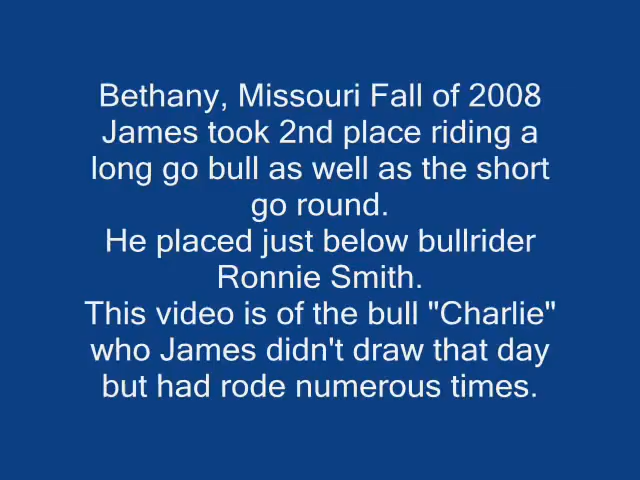 Bethany, Missouri Fall of 2008
James took 2nd place riding a
long go bull as well as the short
go round.
He placed just below bullrider
Ronnie Smith.
This video is of the bull "Charlie"
who James didn't draw that day
but had rode numerous times.